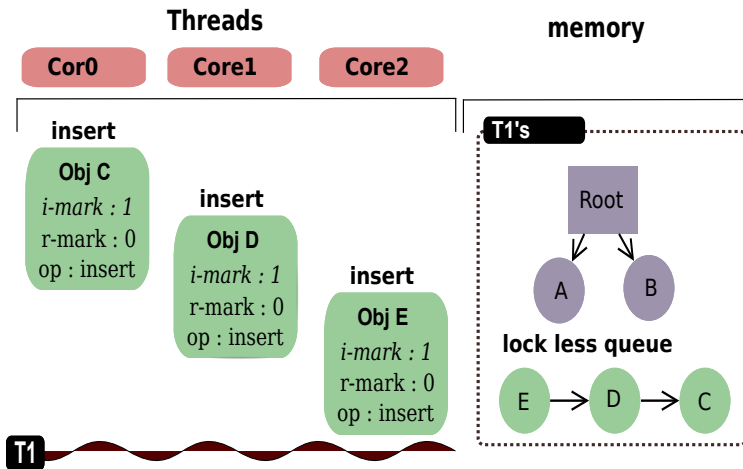 Threads
memory
Cor0
Core1
Core2
insert
Obj C
i-mark : 1
r-mark : 0
op : insert
insert
Obj D
i-mark : 1
r-mark : 0
op : insert
insert
Obj E
i-mark : 1
r-mark : 0
op : insert
T1
T1's
Root
A
B
lock less queue
E
D
C